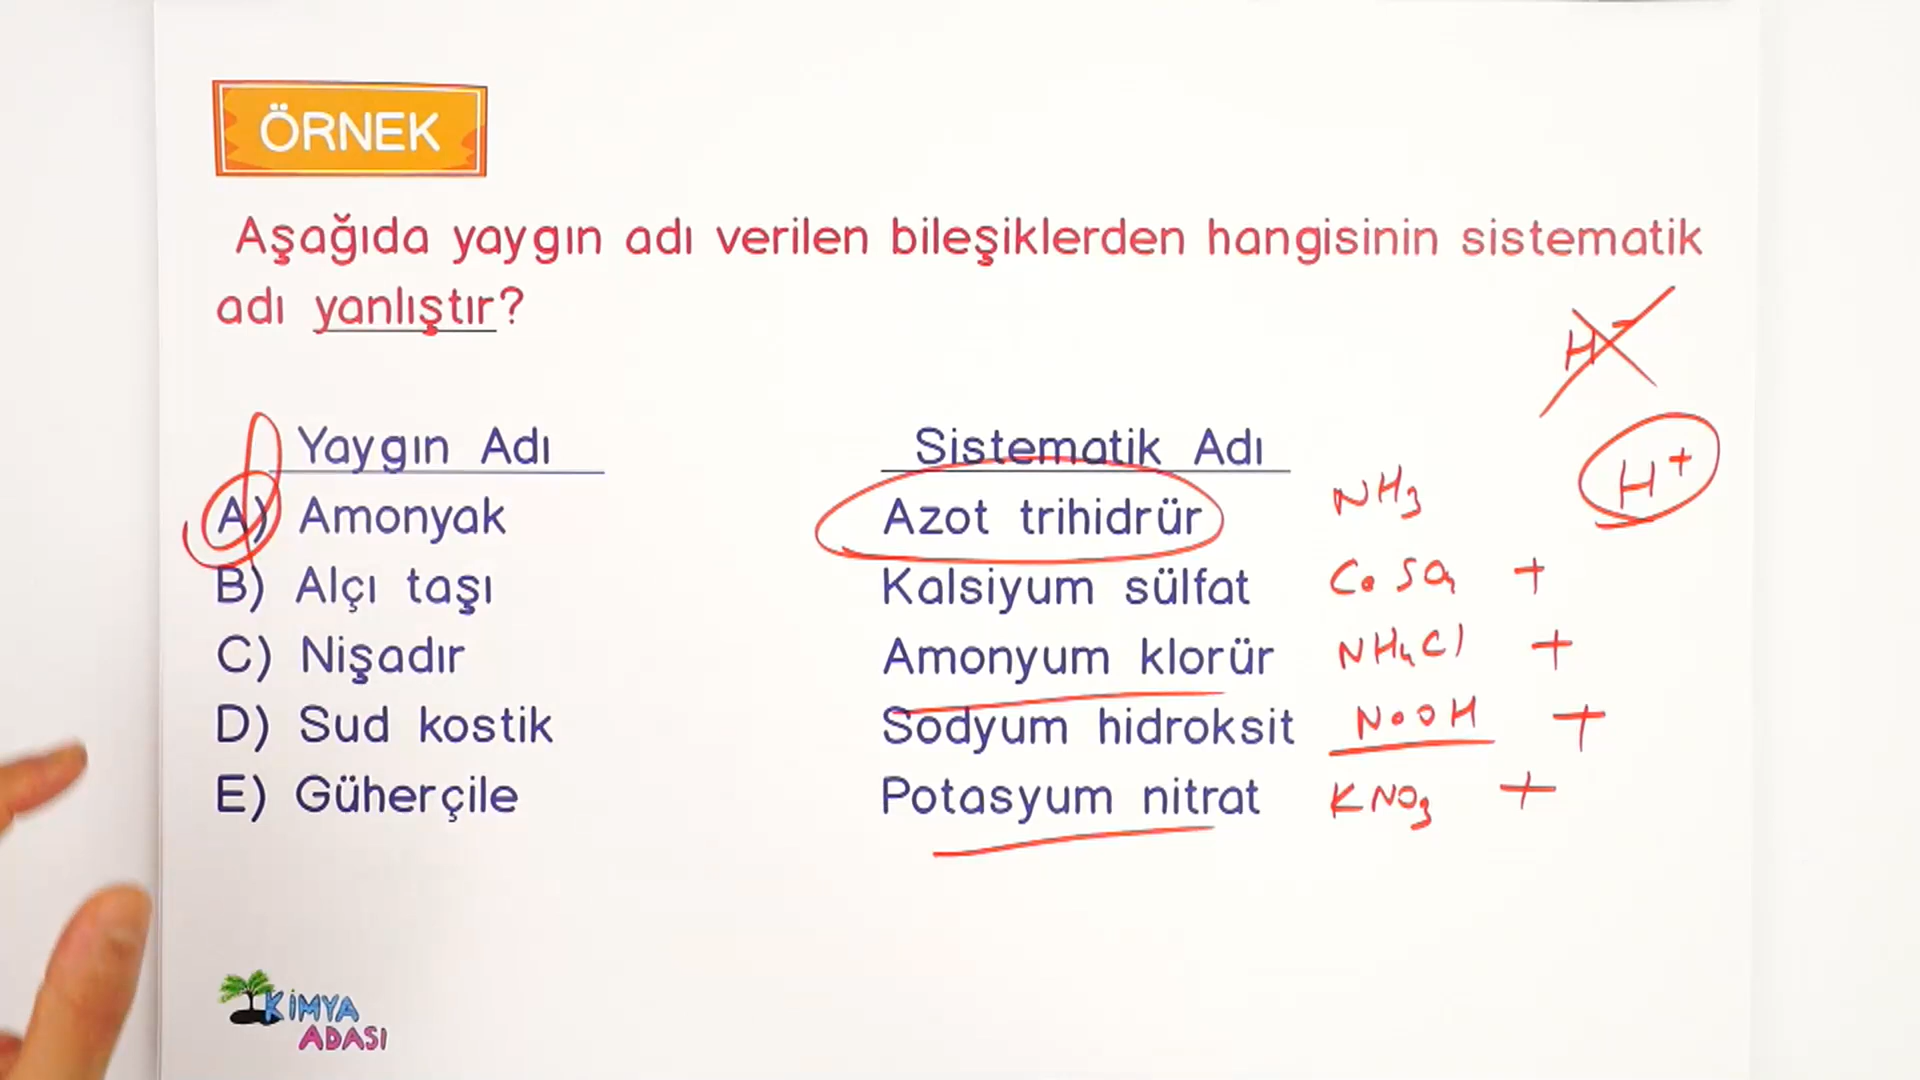 ÖRNEK
Aşağıda yaygın adı verilen bileşiklerden hangisinin sistematik
adı yanlıştır?
H-
Yaygın Adı Sistematik Adı
H+
A) Amonyak Azot trihidrür NH3
B) Alçı taşı Kalsiyum sülfat CaSO4 +
C) Nişadır Amonyum klorür NH4Cl +
D) Sud kostik Sodyum hidroksit NaOH +
E) Güherçile Potasyum nitrat KNO3 +
KİMYA
ADASI